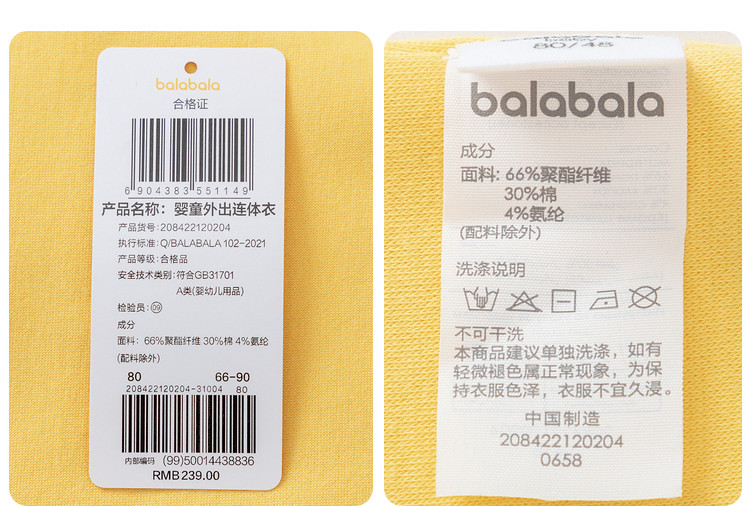 balabala
合格证
6 904383 551149
产品名称：婴童外出连体衣
产品货号：208422120204
执行标准：Q/BALABALA 102-2021
产品等级：合格品
安全技术类别：符合GB31701
A类(婴幼儿用品)
检验员：09
成分
面料：66%聚酯纤维 30%棉 4%氨纶
(配料除外)
80 66-90
208422120204-31004 80
内部编码 (99)50014438836
RMB239.00
80/48
balabala
成分
面料: 66%聚酯纤维
30%棉
4%氨纶
(配料除外)
洗涤说明
不可干洗
本商品建议单独洗涤，如有
轻微褪色属正常现象，为保
持衣服色泽，衣服不宜久浸。
中国制造
208422120204
0658